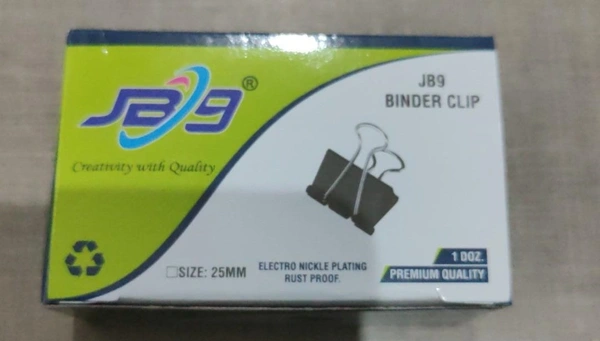 JB9®
Creativity with Quality
JB9
BINDER CLIP
SIZE: 25MM
ELECTRO NICKLE PLATING
RUST PROOF.
1 DOZ.
PREMIUM QUALITY